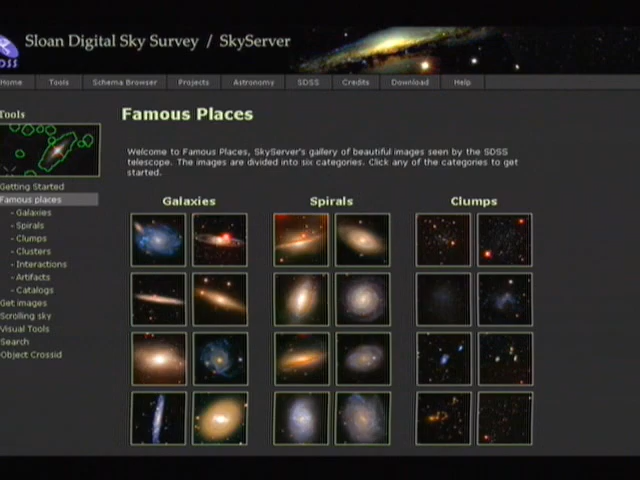 Sloan Digital Sky Survey / SkyServer
DSS
Home Tools Schema Browser Projects Astronomy SDSS Credits Download Help
Tools
Famous Places
Welcome to Famous Places, SkyServer's gallery of beautiful images seen by the SDSS
telescope. The images are divided into six categories. Click any of the categories to get
started.
Getting Started
Famous places
- Galaxies
- Spirals
- Clumps
- Clusters
- Interactions
- Artifacts
- Catalogs
Get images
Scrolling sky
Visual Tools
Search
Object Crossid
Galaxies Spirals Clumps